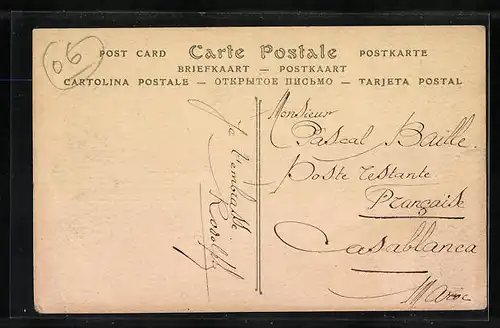 06
POST CARD Carte Postale POSTKARTE
BRIEFKAART — POSTKAART
CARTOLINA POSTALE — ОТКРЫТОЕ ПИСЬМО — TARJETA POSTAL
Je t'embrasse
Rodolph
Monsieur
Pascal Baille
Poste restante
Française
Casablanca
Maroc